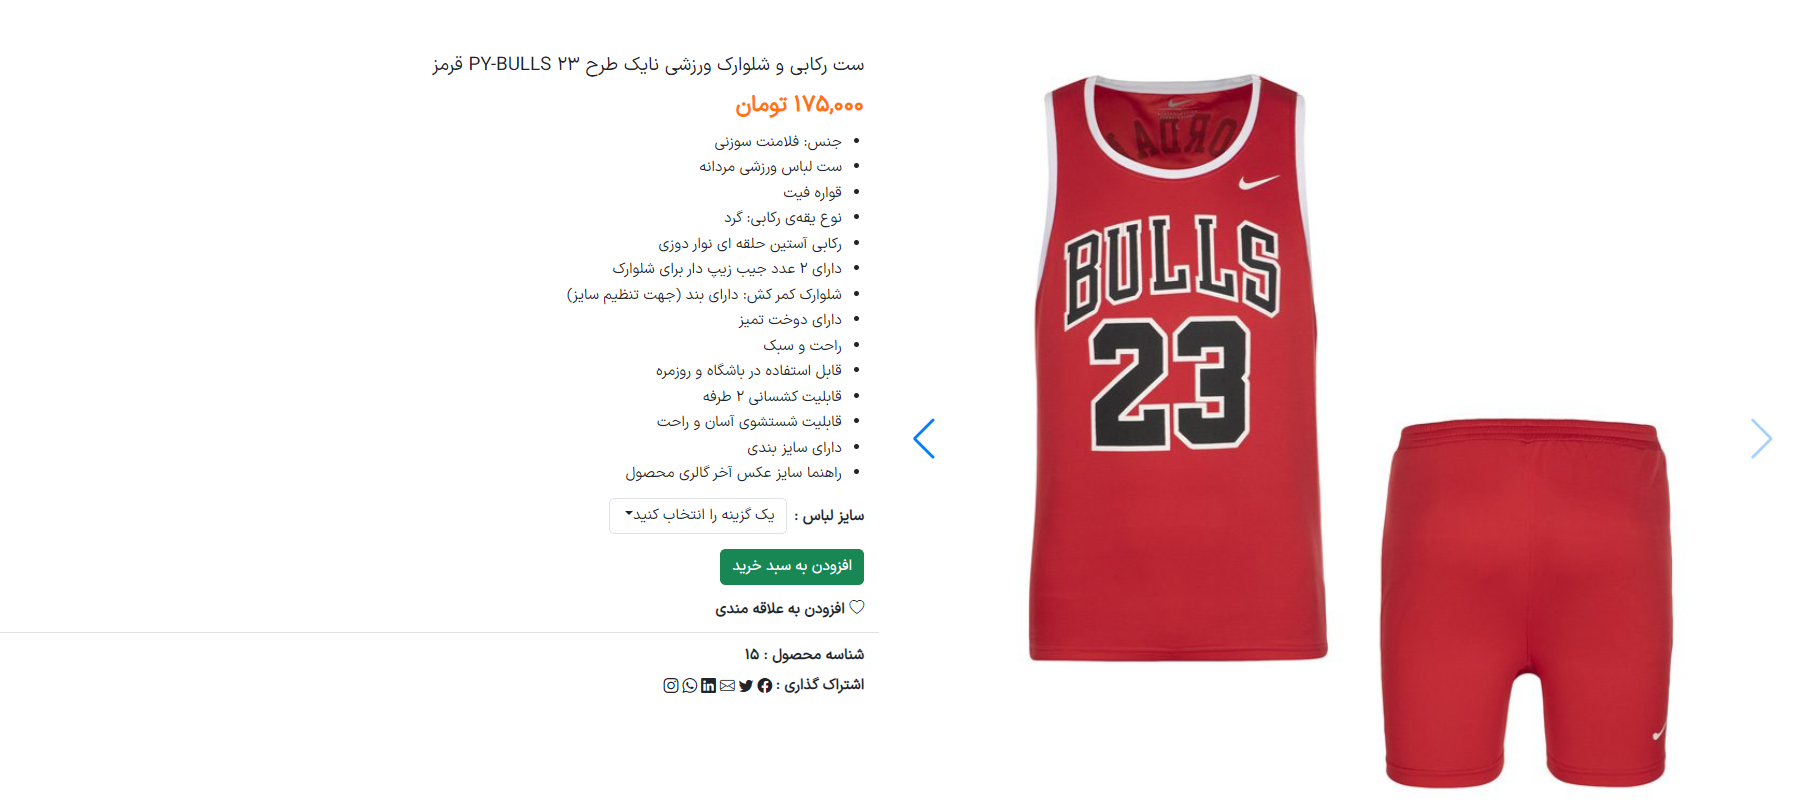 ست رکابی و شلوارک ورزشی نایک طرح PY-BULLS ۲۳ قرمز
۱۷۵,۰۰۰ تومان
جنس: فلامنت سوزنی
ست لباس ورزشی مردانه
قواره فیت
نوع یقه‌ی رکابی: گرد
رکابی آستین حلقه ای نوار دوزی
دارای ۲ عدد جیب زیپ دار برای شلوارک
شلوارک کمر کش: دارای بند (جهت تنظیم سایز)
دارای دوخت تمیز
راحت و سبک
قابل استفاده در باشگاه و روزمره
قابلیت کشسانی ۲ طرفه
قابلیت شستشوی آسان و راحت
دارای سایز بندی
راهنما سایز عکس آخر گالری محصول
سایز لباس : یک گزینه را انتخاب کنید
افزودن به سبد خرید
افزودن به علاقه مندی
شناسه محصول : ۱۵
اشتراک گذاری :
BULLS
23